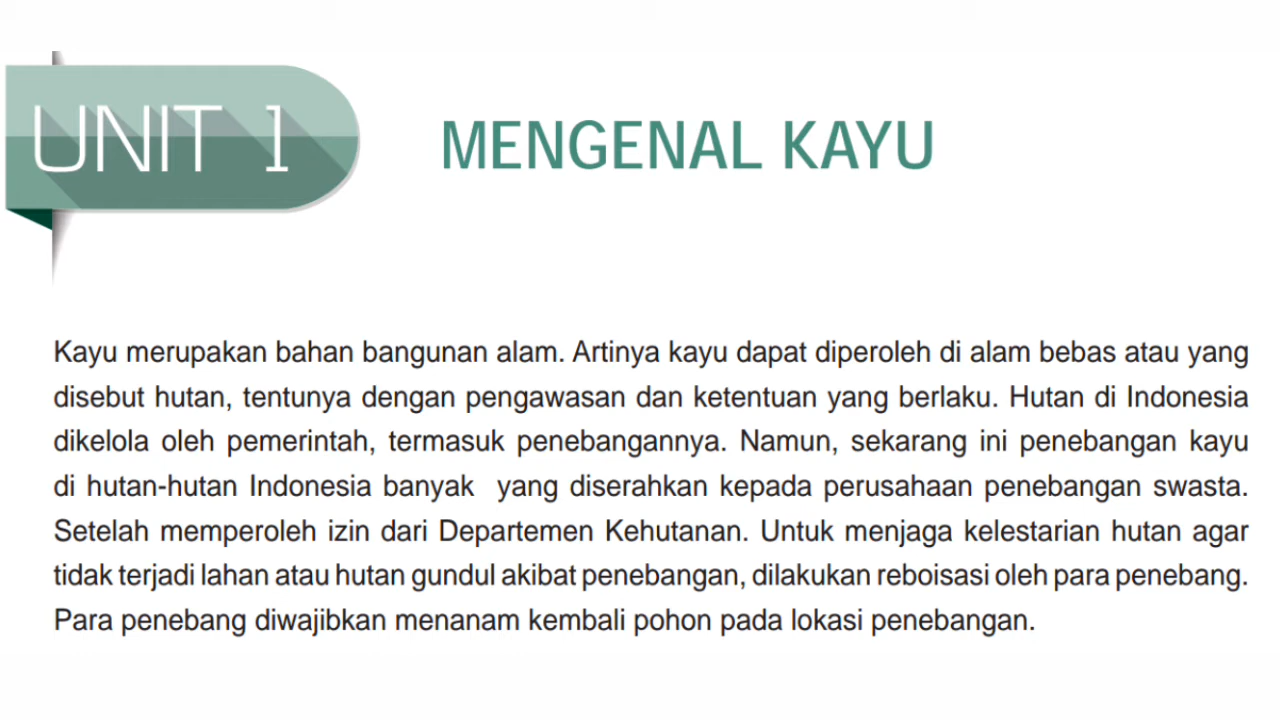 UNIT 1
MENGENAL KAYU
Kayu merupakan bahan bangunan alam. Artinya kayu dapat diperoleh di alam bebas atau yang
disebut hutan, tentunya dengan pengawasan dan ketentuan yang berlaku. Hutan di Indonesia
dikelola oleh pemerintah, termasuk penebangannya. Namun, sekarang ini penebangan kayu
di hutan-hutan Indonesia banyak  yang diserahkan kepada perusahaan penebangan swasta.
Setelah memperoleh izin dari Departemen Kehutanan. Untuk menjaga kelestarian hutan agar
tidak terjadi lahan atau hutan gundul akibat penebangan, dilakukan reboisasi oleh para penebang.
Para penebang diwajibkan menanam kembali pohon pada lokasi penebangan.